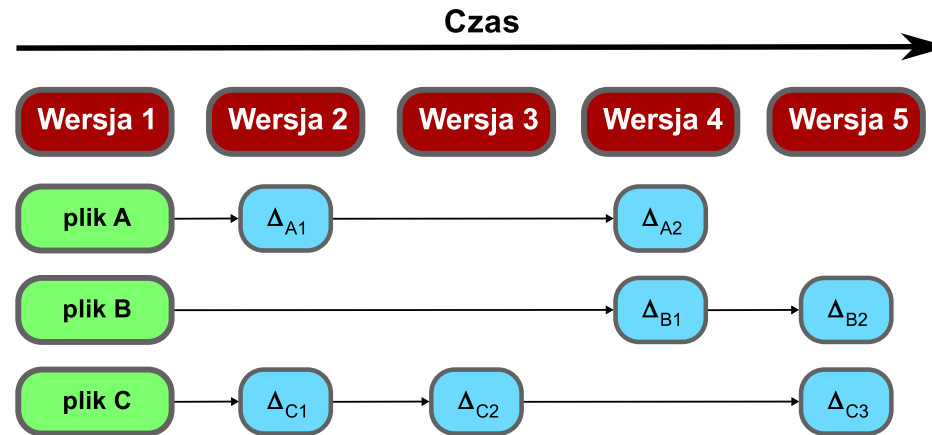 Czas
Wersja 1 Wersja 2 Wersja 3 Wersja 4 Wersja 5
plik A ΔA1 ΔA2
plik B ΔB1 ΔB2
plik C ΔC1 ΔC2 ΔC3